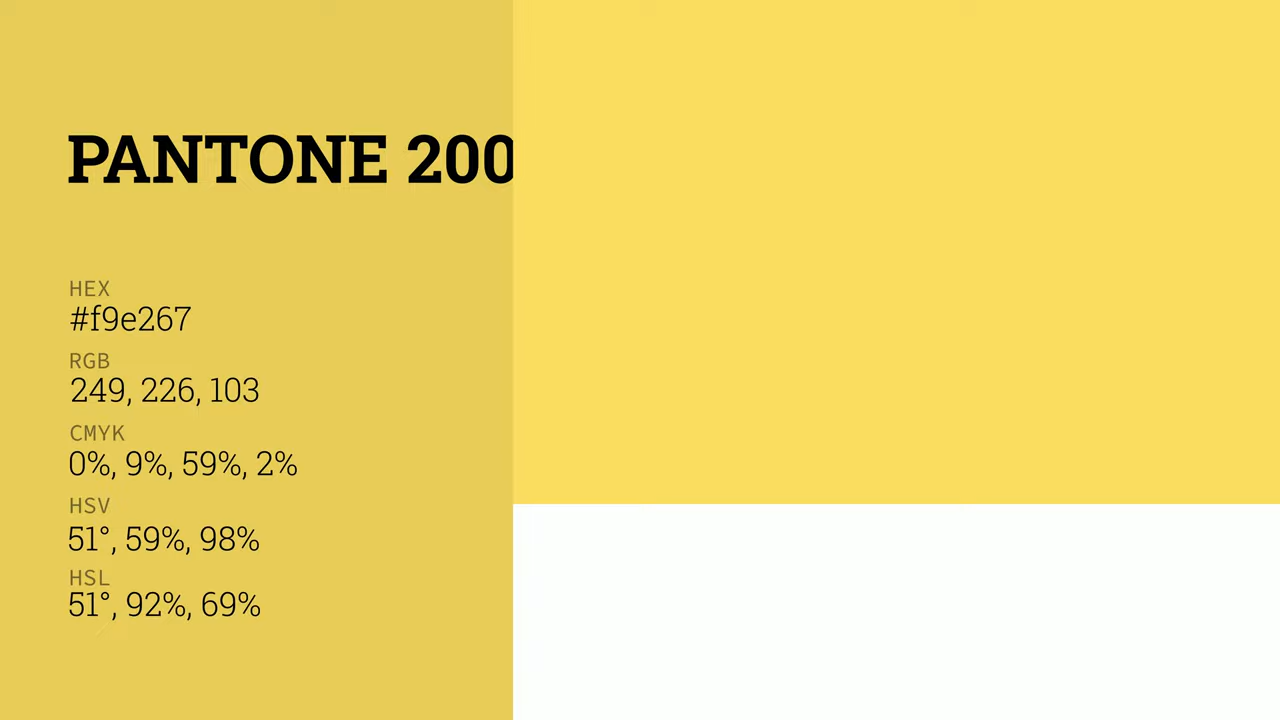 PANTONE 200
HEX
#f9e267
RGB
249, 226, 103
CMYK
0%, 9%, 59%, 2%
HSV
51°, 59%, 98%
HSL
51°, 92%, 69%